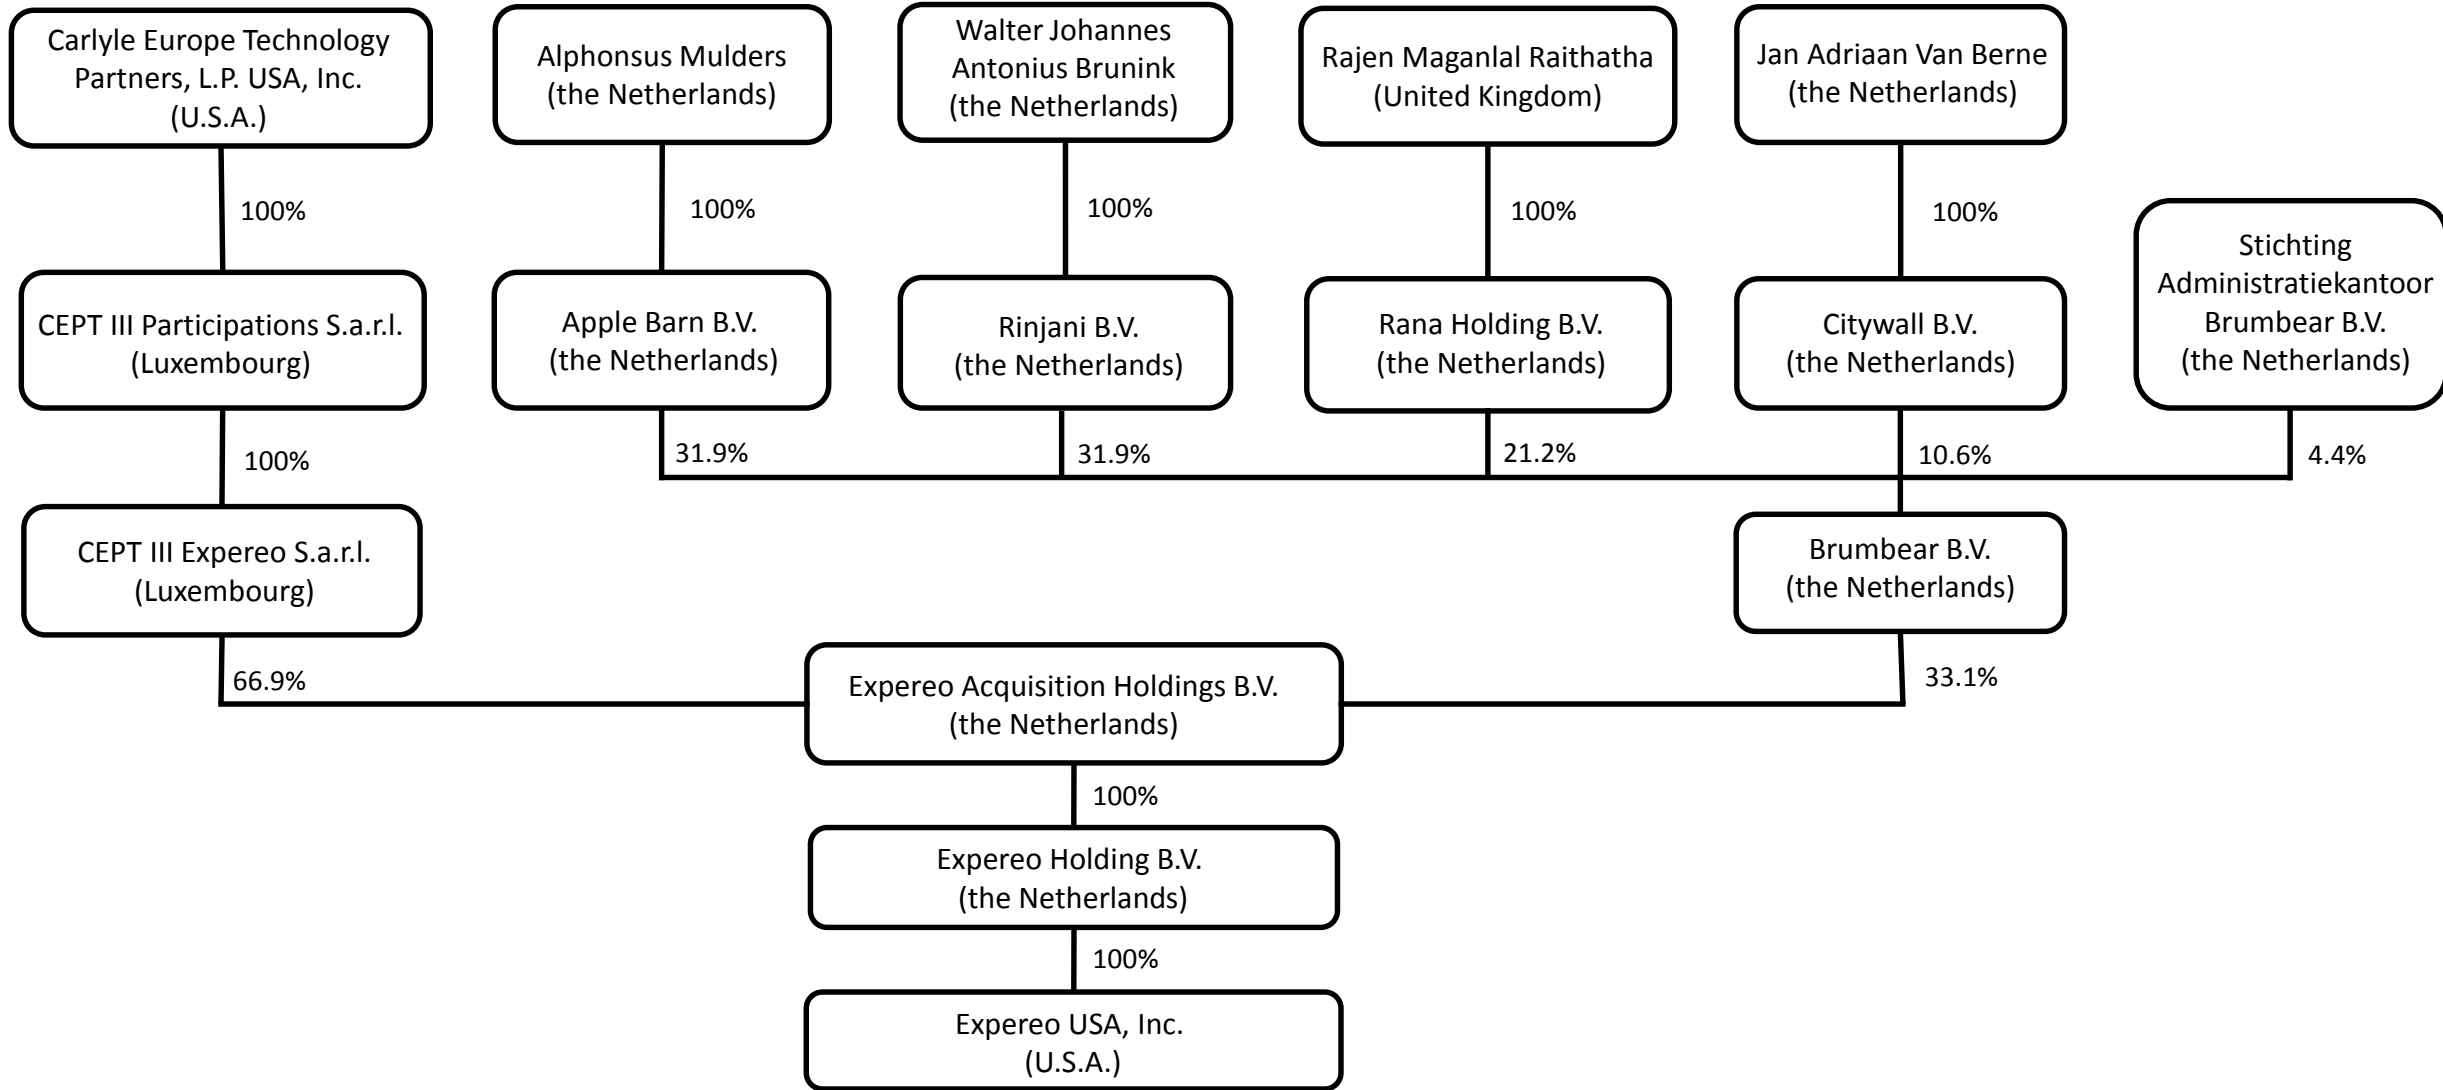 Carlyle Europe Technology
Partners, L.P. USA, Inc.
(U.S.A.)
Alphonsus Mulders
(the Netherlands)
Walter Johannes
Antonius Brunink
(the Netherlands)
Rajen Maganlal Raithatha
(United Kingdom)
Jan Adriaan Van Berne
(the Netherlands)
100%
100%
100%
100%
100%
CEPT III Participations S.a.r.l.
(Luxembourg)
Apple Barn B.V.
(the Netherlands)
Rinjani B.V.
(the Netherlands)
Rana Holding B.V.
(the Netherlands)
Citywall B.V.
(the Netherlands)
Stichting
Administratiekantoor
Brumbear B.V.
(the Netherlands)
100%
31.9%
31.9%
21.2%
10.6%
4.4%
CEPT III Expereo S.a.r.l.
(Luxembourg)
Brumbear B.V.
(the Netherlands)
66.9%
33.1%
Expereo Acquisition Holdings B.V.
(the Netherlands)
100%
Expereo Holding B.V.
(the Netherlands)
100%
Expereo USA, Inc.
(U.S.A.)